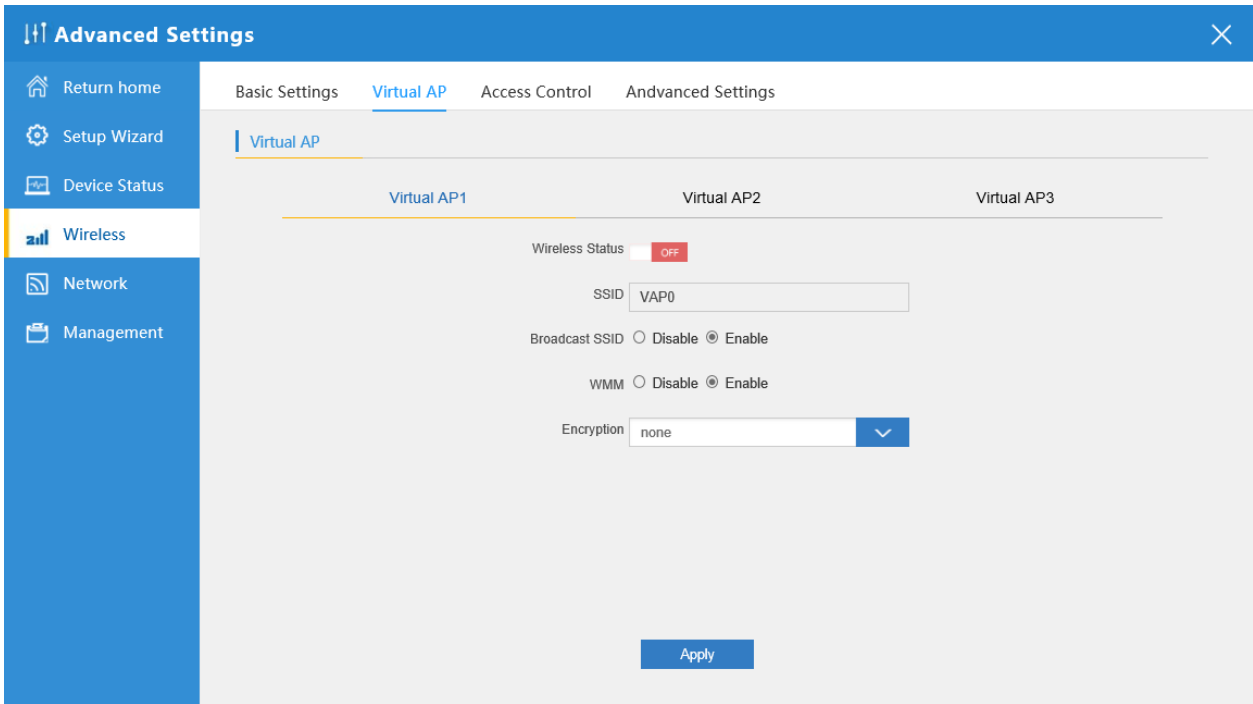 Advanced Settings
Return home
Setup Wizard
Device Status
Wireless
Network
Management
Basic Settings Virtual AP Access Control Andvanced Settings
Virtual AP
Virtual AP1 Virtual AP2 Virtual AP3
Wireless Status OFF
SSID VAP0
Broadcast SSID Disable Enable
WMM Disable Enable
Encryption none
Apply